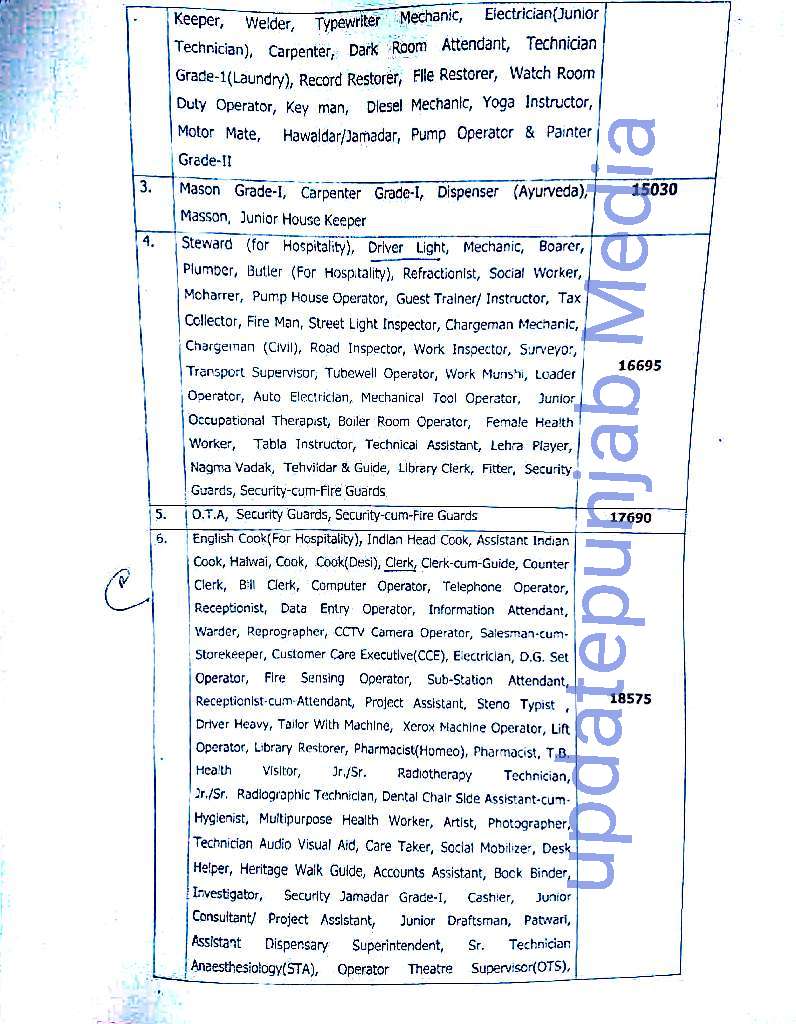 Keeper, Welder, Typewriter Mechanic, Electrician(Junior
Technician), Carpenter, Dark Room Attendant, Technician
Grade-1(Laundry), Record Restorer, File Restorer, Watch Room
Duty Operator, Key man, Diesel Mechanic, Yoga Instructor,
Motor Mate, Hawaldar/Jamadar, Pump Operator & Painter
Grade-II
3. Mason Grade-I, Carpenter Grade-I, Dispenser (Ayurveda), 15030
Masson, Junior House Keeper
4. Steward (for Hospitality), Driver Light, Mechanic, Boarer,
Plumber, Butler (For Hospitality), Refractionist, Social Worker,
Moharrer, Pump House Operator, Guest Trainer/ Instructor, Tax
Collector, Fire Man, Street Light Inspector, Chargeman Mechanic,
Chargeman (Civil), Road Inspector, Work Inspector, Surveyor,
Transport Supervisor, Tubewell Operator, Work Munshi, Loader 16695
Operator, Auto Electrician, Mechanical Tool Operator, Junior
Occupational Therapist, Boiler Room Operator, Female Health
Worker, Tabla Instructor, Technical Assistant, Lehra Player,
Nagma Vadak, Tehvildar & Guide, Library Clerk, Fitter, Security
Guards, Security-cum-Fire Guards
5. O.T.A, Security Guards, Security-cum-Fire Guards 17690
6. English Cook(For Hospitality), Indian Head Cook, Assistant Indian
Cook, Halwai, Cook, Cook(Desi), Clerk, Clerk-cum-Guide, Counter
Clerk, Bill Clerk, Computer Operator, Telephone Operator,
Receptionist, Data Entry Operator, Information Attendant,
Warder, Reprographer, CCTV Camera Operator, Salesman-cum-
Storekeeper, Customer Care Executive(CCE), Electrician, D.G. Set
Operator, Fire Sensing Operator, Sub-Station Attendant,
Receptionist-cum-Attendant, Project Assistant, Steno Typist , 18575
Driver Heavy, Tailor With Machine, Xerox Machine Operator, Lift
Operator, Library Restorer, Pharmacist(Homeo), Pharmacist, T.B.
Health Visitor, Jr./Sr. Radiotherapy Technician,
Jr./Sr. Radiographic Technician, Dental Chair Side Assistant-cum-
Hygienist, Multipurpose Health Worker, Artist, Photographer,
Technician Audio Visual Aid, Care Taker, Social Mobilizer, Desk
Helper, Heritage Walk Guide, Accounts Assistant, Book Binder,
Investigator, Security Jamadar Grade-I, Cashier, Junior
Consultant/ Project Assistant, Junior Draftsman, Patwari,
Assistant Dispensary Superintendent, Sr. Technician
Anaesthesiology(STA), Operator Theatre Supervisor(OTS),
updatepunjab Media